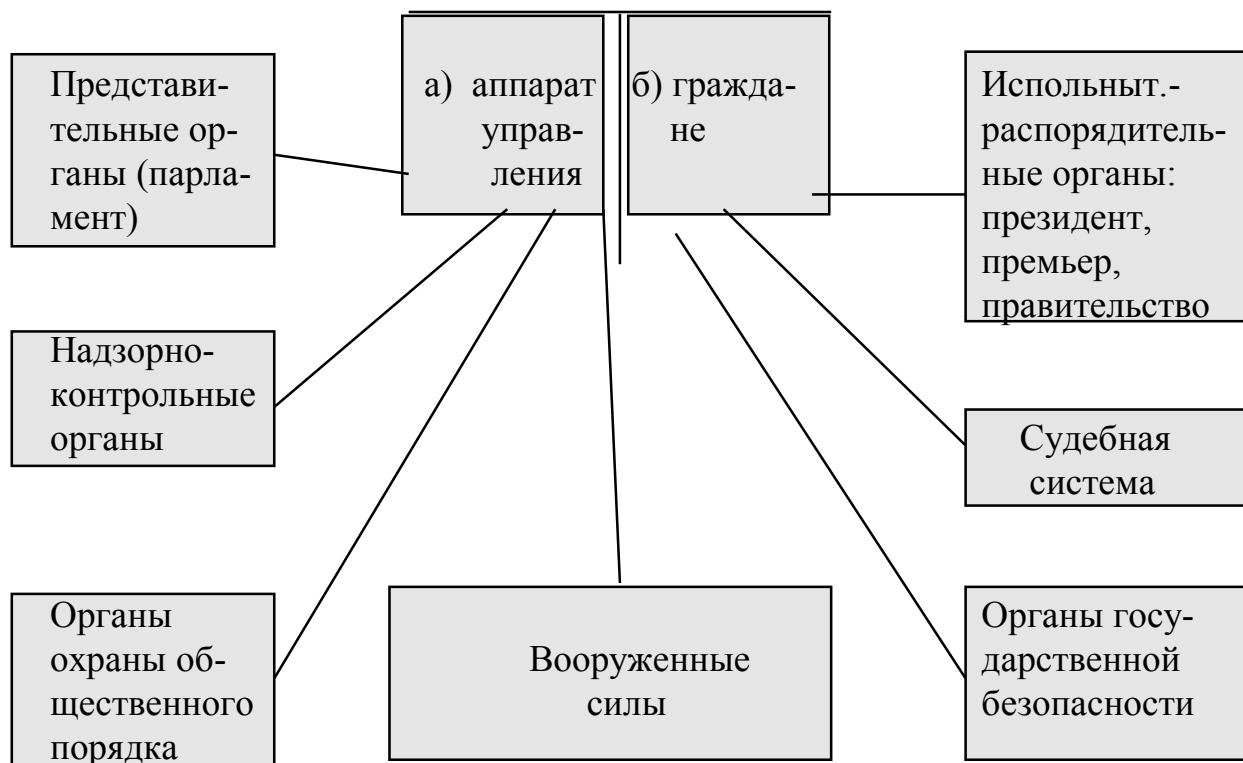 Представи-
тельные ор-
ганы (парла-
мент)
а) аппарат
управ-
ления
б) гражда-
не
Испольныт.-
распорядитель-
ные органы:
президент,
премьер,
правительство
Надзорно-
контрольные
органы
Судебная
система
Органы
охраны об-
щественного
порядка
Вооруженные
силы
Органы госу-
дарственной
безопасности